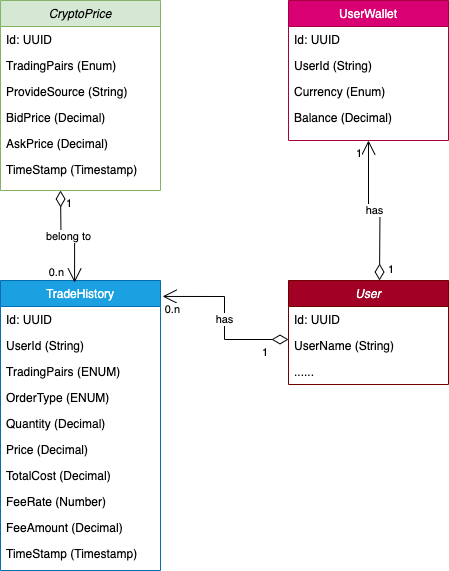 CryptoPrice
Id: UUID
TradingPairs (Enum)
ProvideSource (String)
BidPrice (Decimal)
AskPrice (Decimal)
TimeStamp (Timestamp)
UserWallet
Id: UUID
UserId (String)
Currency (Enum)
Balance (Decimal)
1
belong to
0.n
1
has
1
TradeHistory
Id: UUID
UserId (String)
TradingPairs (ENUM)
OrderType (ENUM)
Quantity (Decimal)
Price (Decimal)
TotalCost (Decimal)
FeeRate (Number)
FeeAmount (Decimal)
TimeStamp (Timestamp)
0.n
has
1
User
Id: UUID
UserName (String)
......